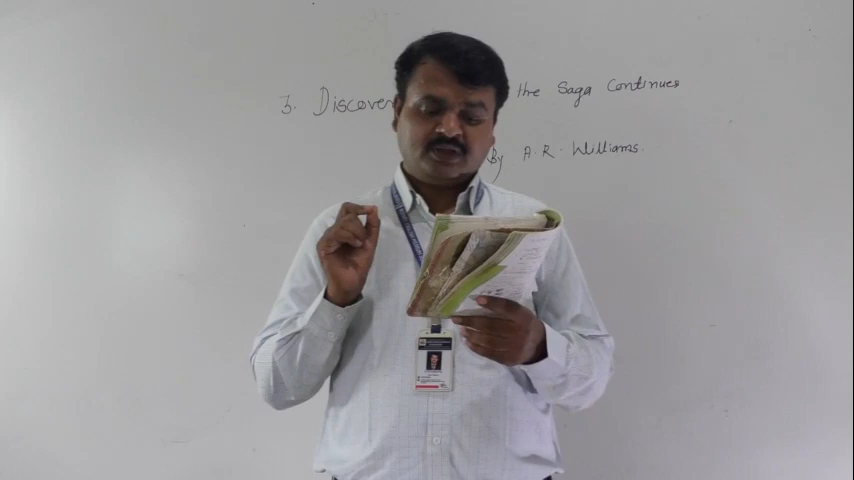 3. Discover the Saga Continues
By A. R. Williams.